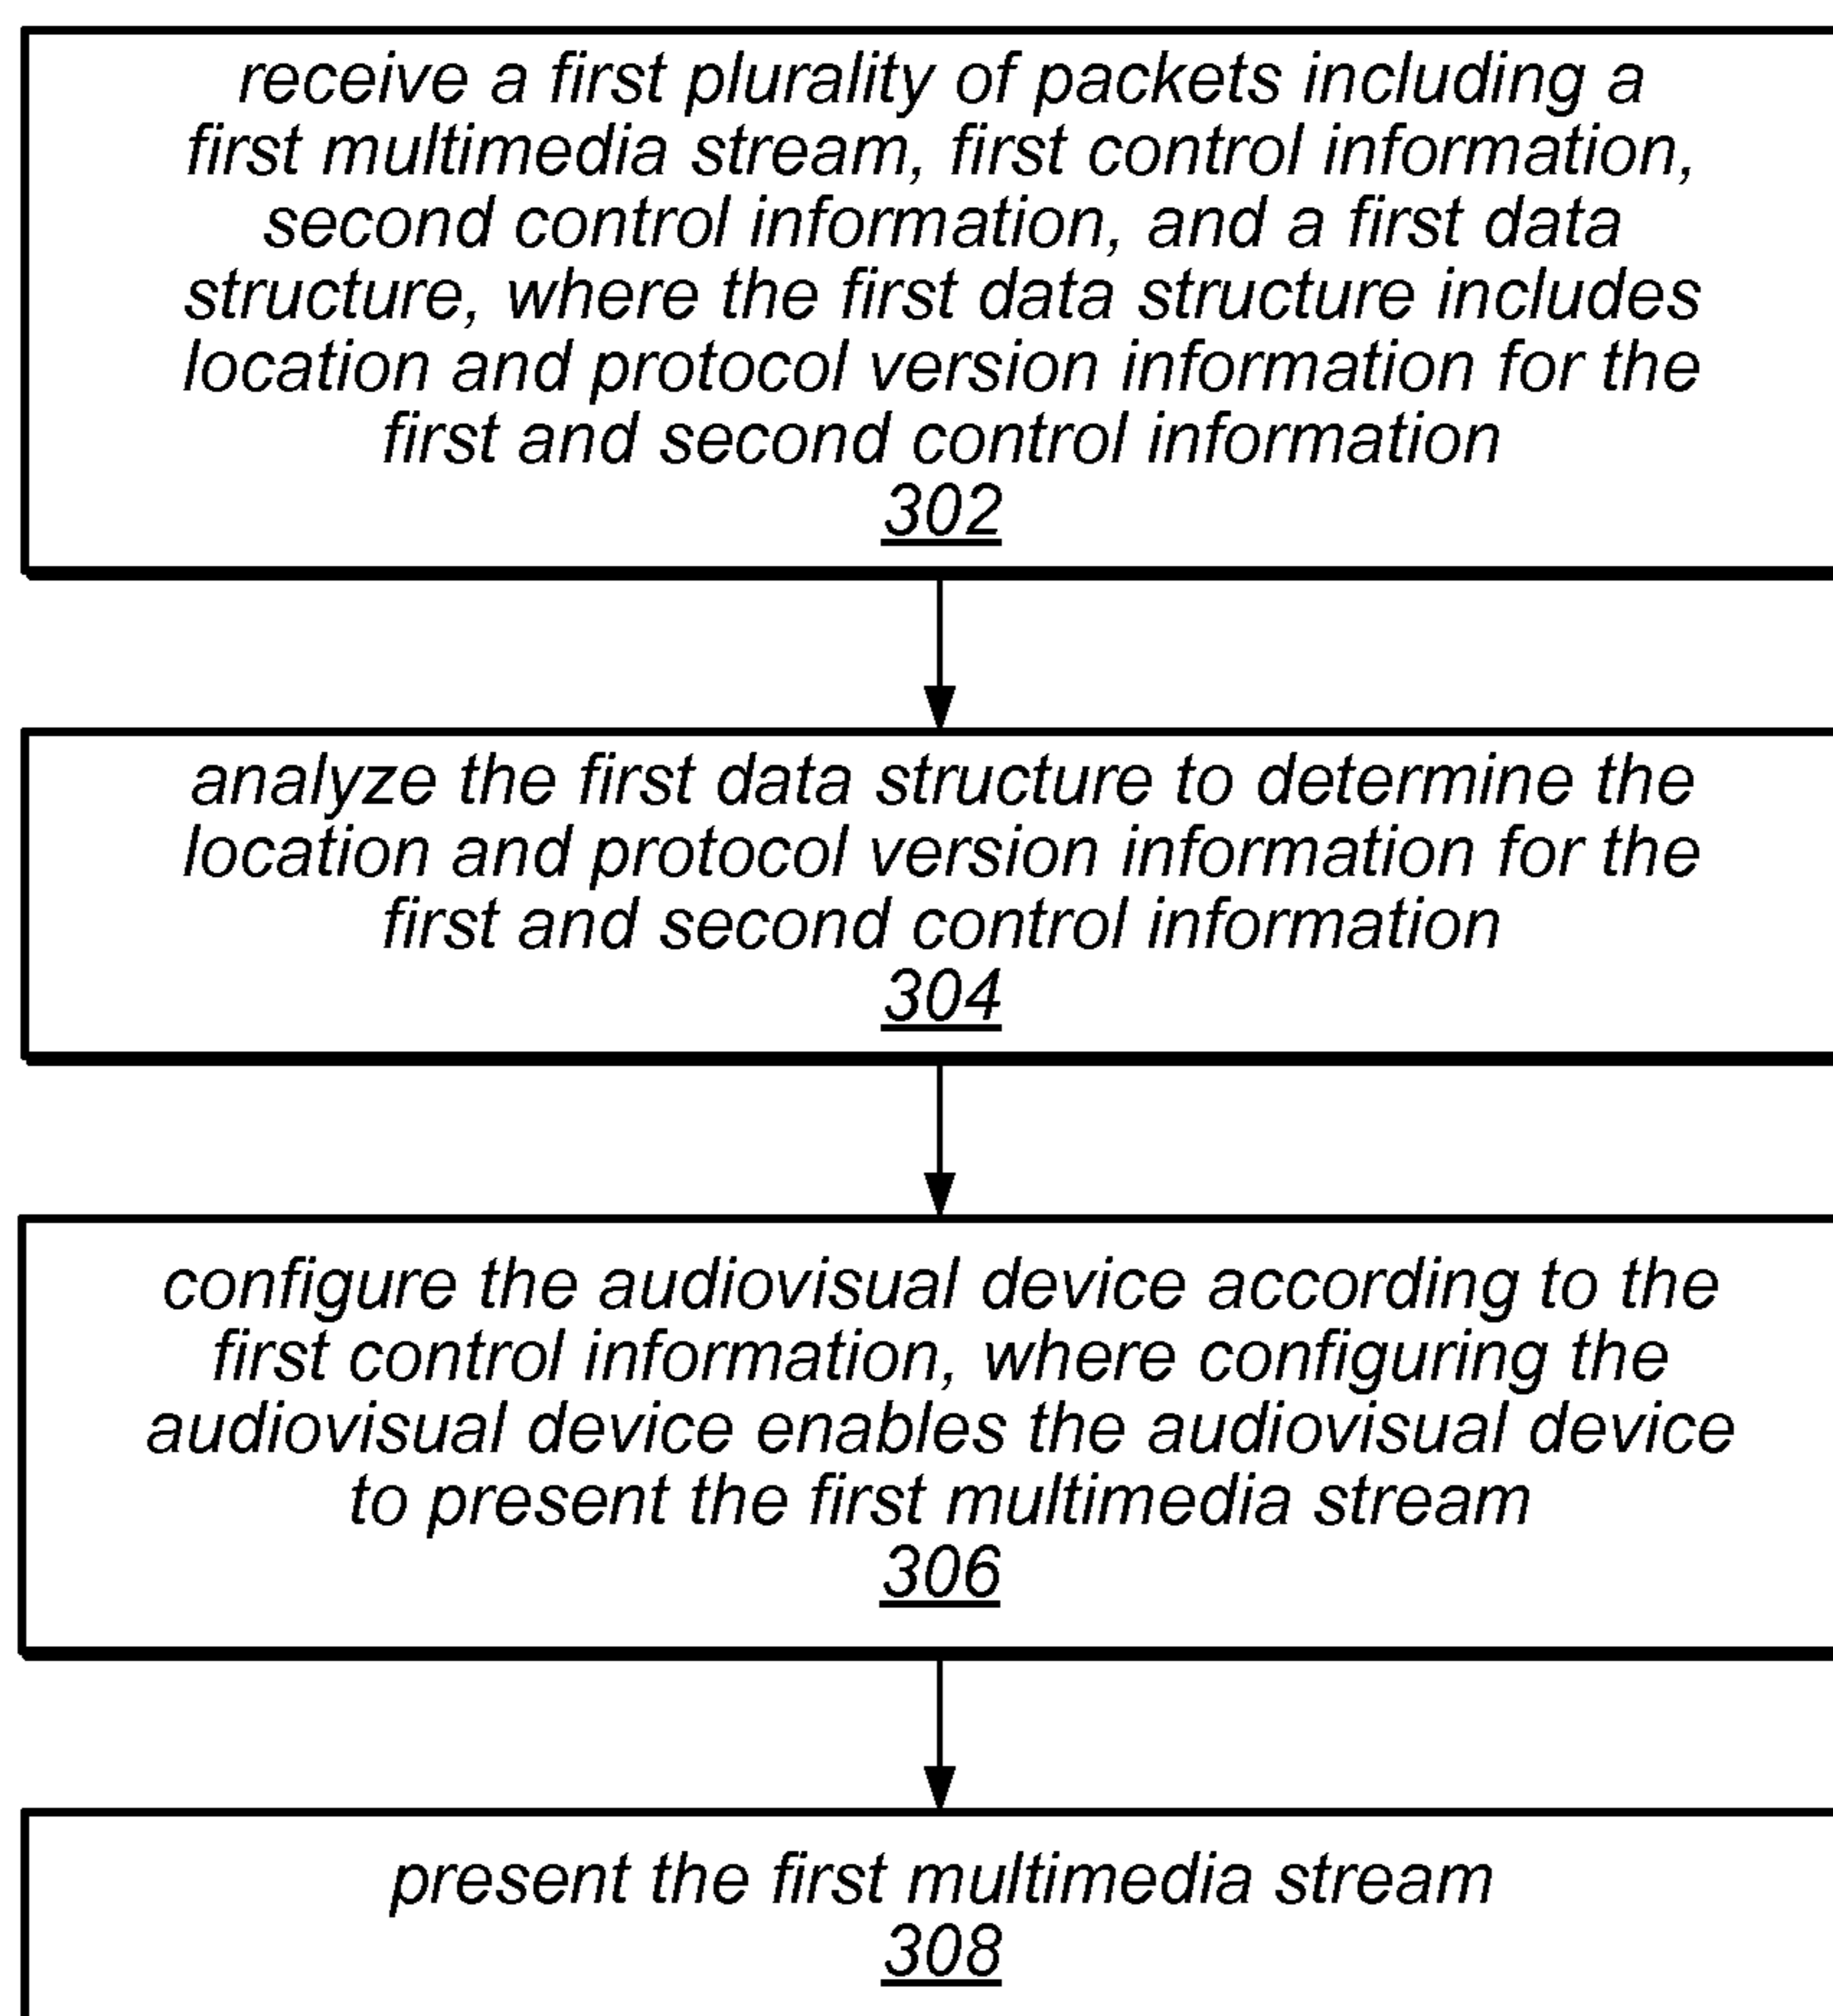 receive a first plurality of packets including a
first multimedia stream, first control information,
second control information, and a first data
structure, where the first data structure includes
location and protocol version information for the
first and second control information
302
analyze the first data structure to determine the
location and protocol version information for the
first and second control information
304
configure the audiovisual device according to the
first control information, where configuring the
audiovisual device enables the audiovisual device
to present the first multimedia stream
306
present the first multimedia stream
308